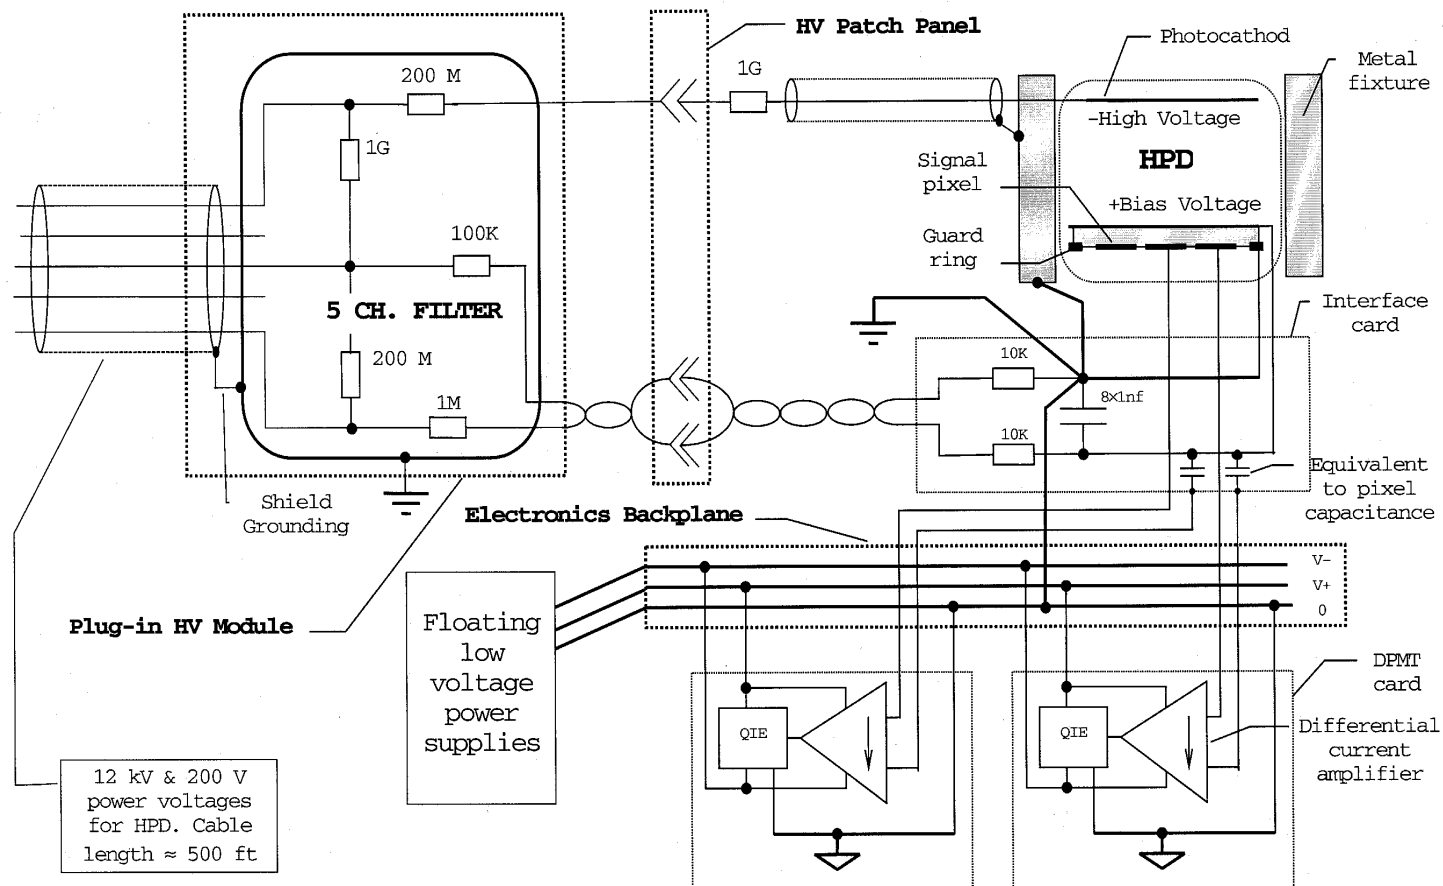 HV Patch Panel
Photocathod
Metal
fixture
200 M
1G
-High Voltage
HPD
1G
Signal
pixel
+Bias Voltage
100K
Guard
ring
5 CH. FILTER
Interface
card
200 M
10K
8x1nf
1M
10K
Equivalent
to pixel
capacitance
Shield
Grounding
Electronics Backplane
V-
V+
0
Plug-in HV Module
Floating
low
voltage
power
supplies
DPMT
card
QIE
QIE
Differential
current
amplifier
12 kV & 200 V
power voltages
for HPD. Cable
length ≈ 500 ft